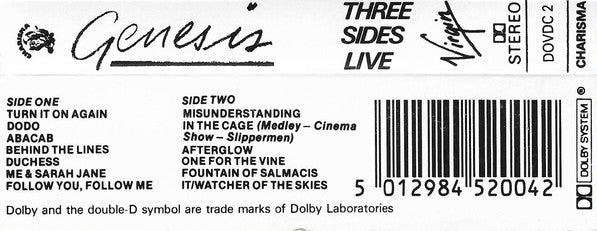 Genesis
THREE
SIDES
LIVE
Virgin
STEREO
DOVDC 2
CHARISMA
SIDE ONE
TURN IT ON AGAIN
DODO
ABACAB
BEHIND THE LINES
DUCHESS
ME & SARAH JANE
FOLLOW YOU, FOLLOW ME
SIDE TWO
MISUNDERSTANDING
IN THE CAGE (Medley – Cinema
Show – Slippermen)
AFTERGLOW
ONE FOR THE VINE
FOUNTAIN OF SALMACIS
IT/WATCHER OF THE SKIES
5 012984 520042
DOLBY SYSTEM ®
Dolby and the double-D symbol are trade marks of Dolby Laboratories